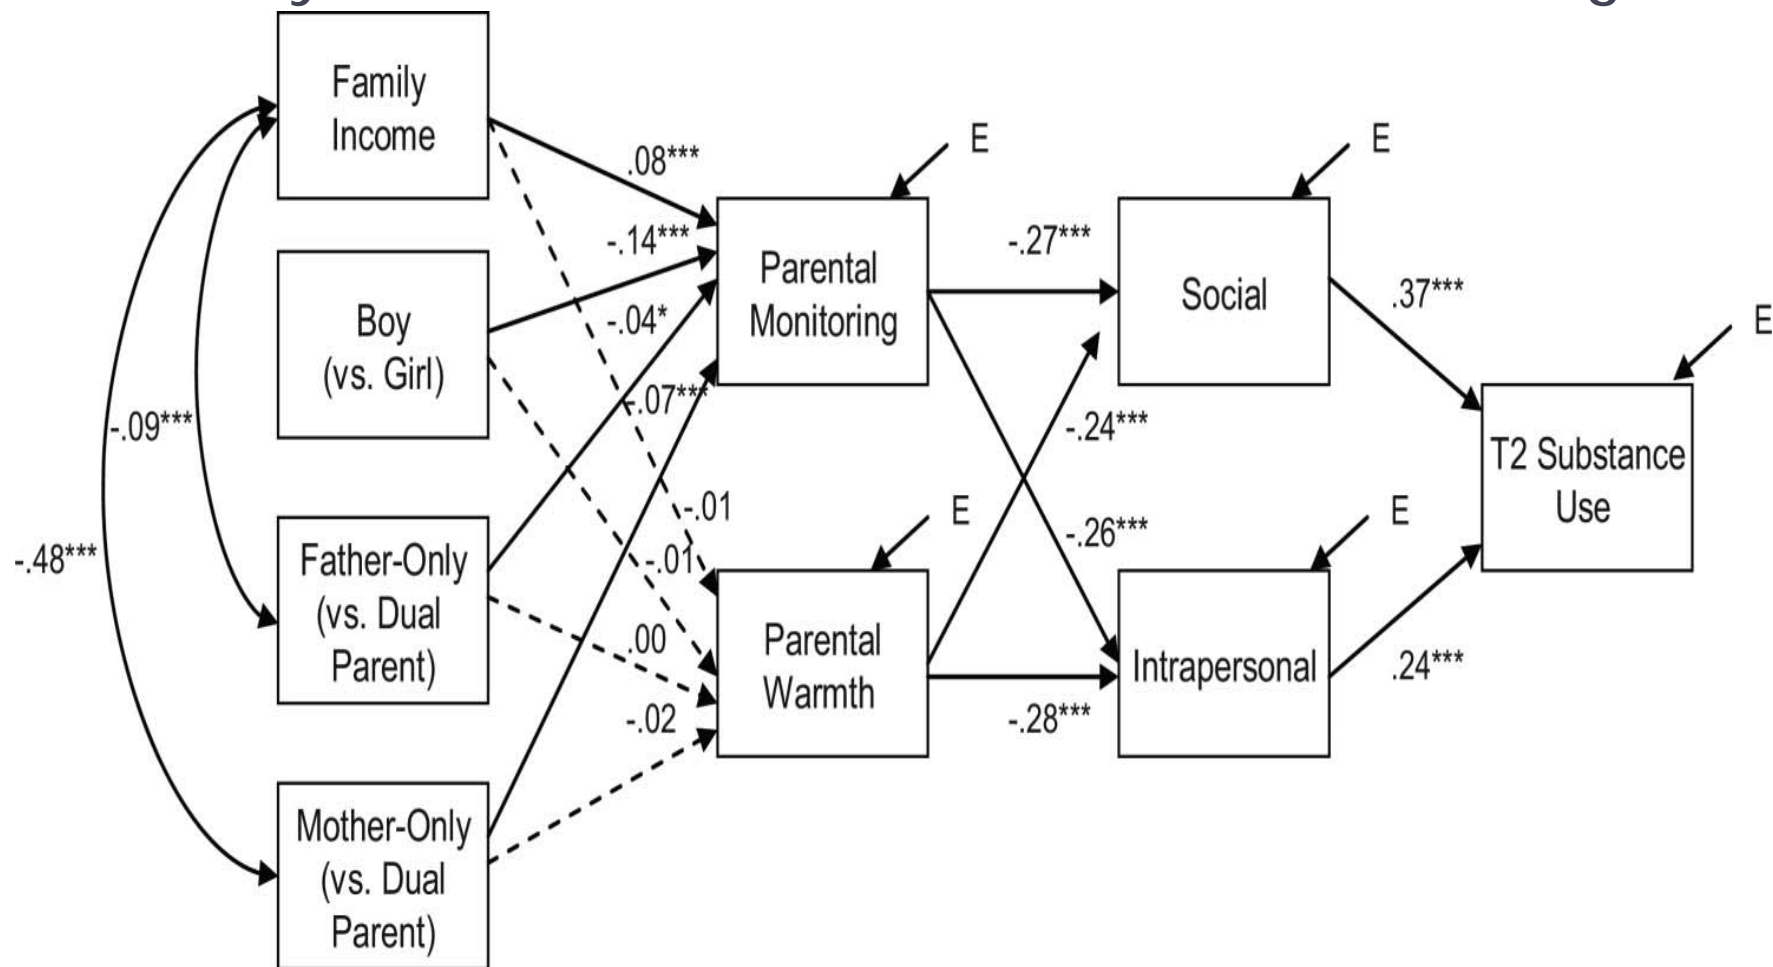 Family
Income
Boy
(vs. Girl)
Father-Only
(vs. Dual
Parent)
Mother-Only
(vs. Dual
Parent)
-.09***
-.48***
.08***
-.14***
-.04*
-.07***
-.01
-.01
.00
-.02
Parental
Monitoring
E
Parental
Warmth
E
-.27***
-.24***
-.26***
-.28***
Social
E
Intrapersonal
E
.37***
.24***
T2 Substance
Use
E